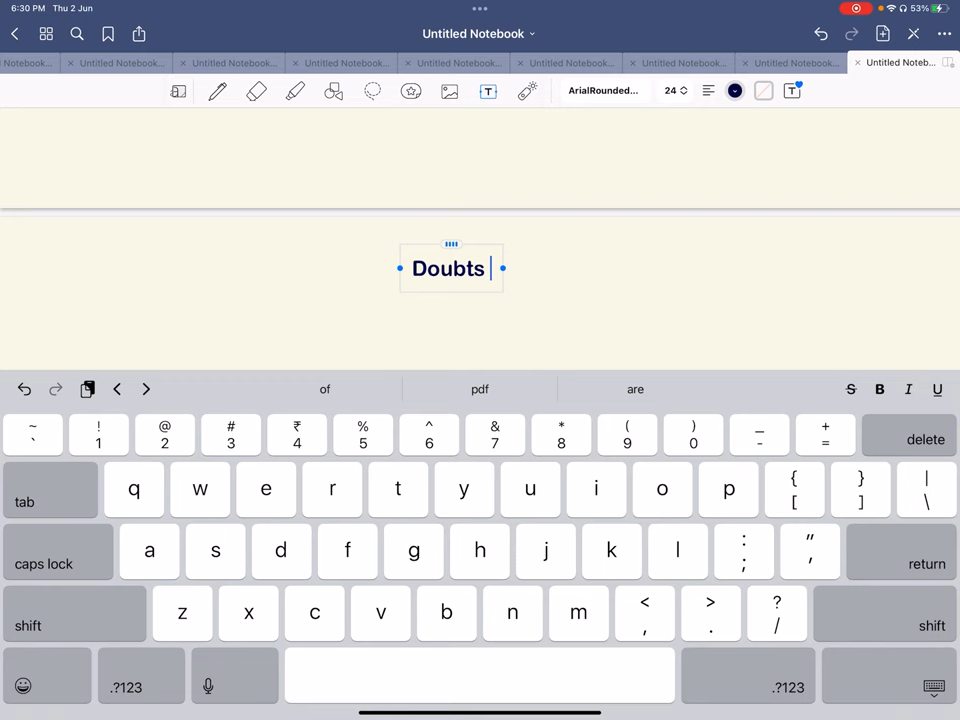 6:30 PM Thu 2 Jun
53%
Untitled Notebook
Notebook... Untitled Notebook... Untitled Notebook... Untitled Notebook... Untitled Notebook... Untitled Notebook... Untitled Notebook... Untitled Notebook... Untitled Noteb...
T ArialRounded... 24 T
Doubts
of pdf are S B I U
~ ! @ # ₹ % ^ & * ( ) _ +
` 1 2 3 4 5 6 7 8 9 0 - = delete
tab q w e r t y u i o p { [ } ] | \
caps lock a s d f g h j k l : ; " ' return
shift z x c v b n m < , > . ? / shift
.?123 .?123